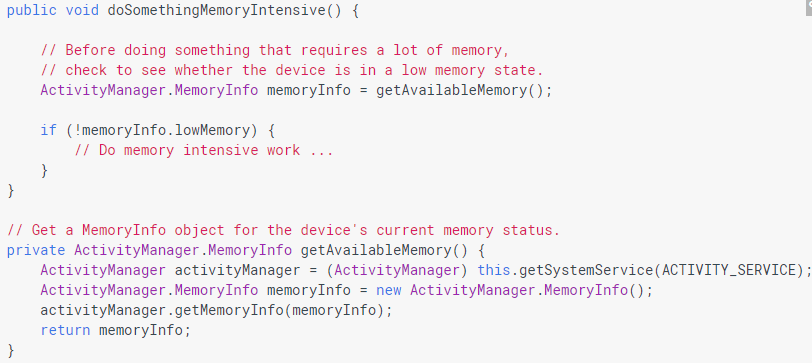 public void doSomethingMemoryIntensive() {
// Before doing something that requires a lot of memory,
// check to see whether the device is in a low memory state.
ActivityManager.MemoryInfo memoryInfo = getAvailableMemory();
if (!memoryInfo.lowMemory) {
// Do memory intensive work ...
}
}
// Get a MemoryInfo object for the device's current memory status.
private ActivityManager.MemoryInfo getAvailableMemory() {
ActivityManager activityManager = (ActivityManager) this.getSystemService(ACTIVITY_SERVICE);
ActivityManager.MemoryInfo memoryInfo = new ActivityManager.MemoryInfo();
activityManager.getMemoryInfo(memoryInfo);
return memoryInfo;
}